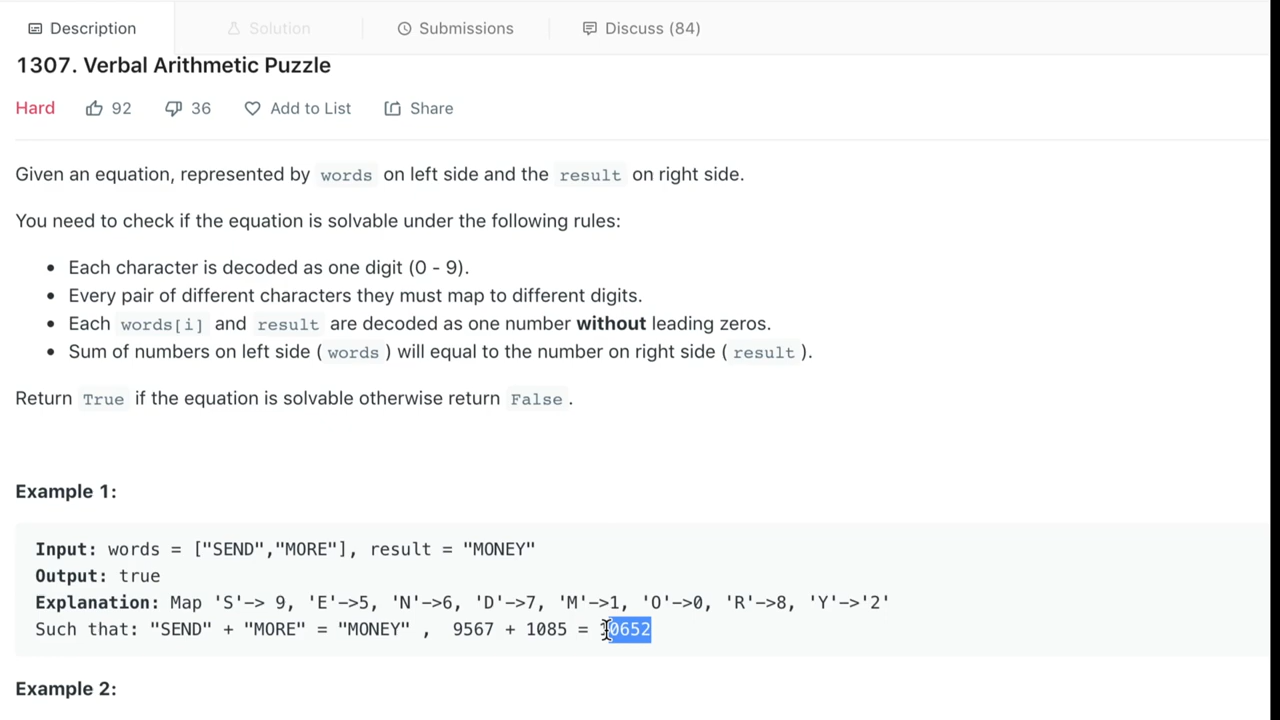 Description Solution Submissions Discuss (84)
1307. Verbal Arithmetic Puzzle
Hard 92 36 Add to List Share
Given an equation, represented by words on left side and the result on right side.
You need to check if the equation is solvable under the following rules:
• Each character is decoded as one digit (0 - 9).
• Every pair of different characters they must map to different digits.
• Each words[i] and result are decoded as one number without leading zeros.
• Sum of numbers on left side ( words ) will equal to the number on right side ( result ).
Return True if the equation is solvable otherwise return False .
Example 1:
Input: words = ["SEND","MORE"], result = "MONEY"
Output: true
Explanation: Map 'S'-> 9, 'E'->5, 'N'->6, 'D'->7, 'M'->1, 'O'->0, 'R'->8, 'Y'->'2'
Such that: "SEND" + "MORE" = "MONEY" , 9567 + 1085 = 10652
Example 2: